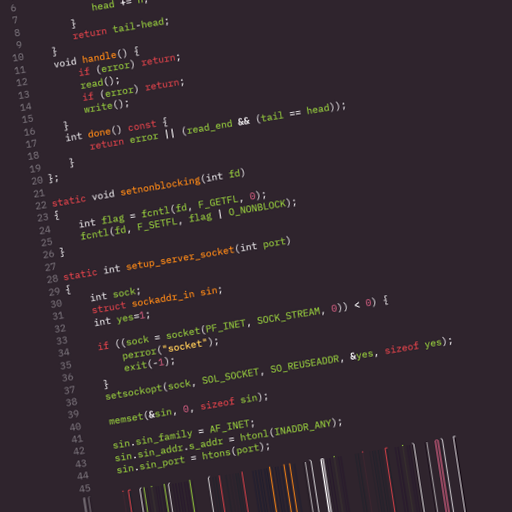 6
7 head += n;
8 }
9 return tail-head;
10 }
11 void handle() {
12 if (error) return;
13 read();
14 if (error) return;
15 write();
16 }
17 int done() const {
18 return error || (read_end && (tail == head));
19 }
20 };
21
22 static void setnonblocking(int fd)
23 {
24 int flag = fcntl(fd, F_GETFL, 0);
25 fcntl(fd, F_SETFL, flag | O_NONBLOCK);
26 }
27
28 static int setup_server_socket(int port)
29 {
30 int sock;
31 struct sockaddr_in sin;
32 int yes=1;
33
34 if ((sock = socket(PF_INET, SOCK_STREAM, 0)) < 0) {
35 perror("socket");
36 exit(-1);
37 }
38 setsockopt(sock, SOL_SOCKET, SO_REUSEADDR, &yes, sizeof yes);
39
40 memset(&sin, 0, sizeof sin);
41
42 sin.sin_family = AF_INET;
43 sin.sin_addr.s_addr = htonl(INADDR_ANY);
44 sin.sin_port = htons(port);
45